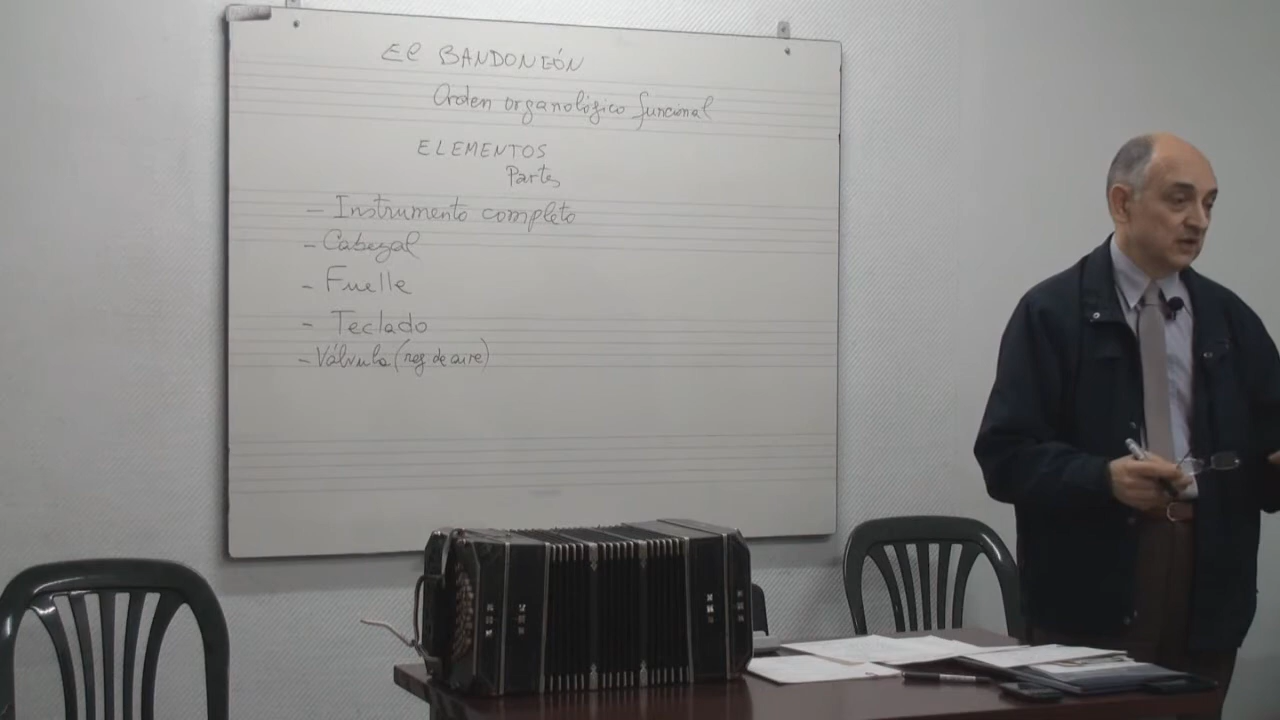 El BANDONEÓN
Orden organológico funcional
ELEMENTOS
Partes
- Instrumento completo
- Cabezal
- Fuelle
- Teclado
- Válvula (reg de aire)